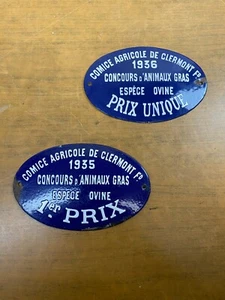 COMICE AGRICOLE DE CLERMONT Fd.
1936
CONCOURS d'ANIMAUX GRAS
ESPÈCE OVINE
PRIX UNIQUE
COMICE AGRICOLE DE CLERMONT Fd.
1935
CONCOURS d'ANIMAUX GRAS
ESPÈCE OVINE
1er PRIX